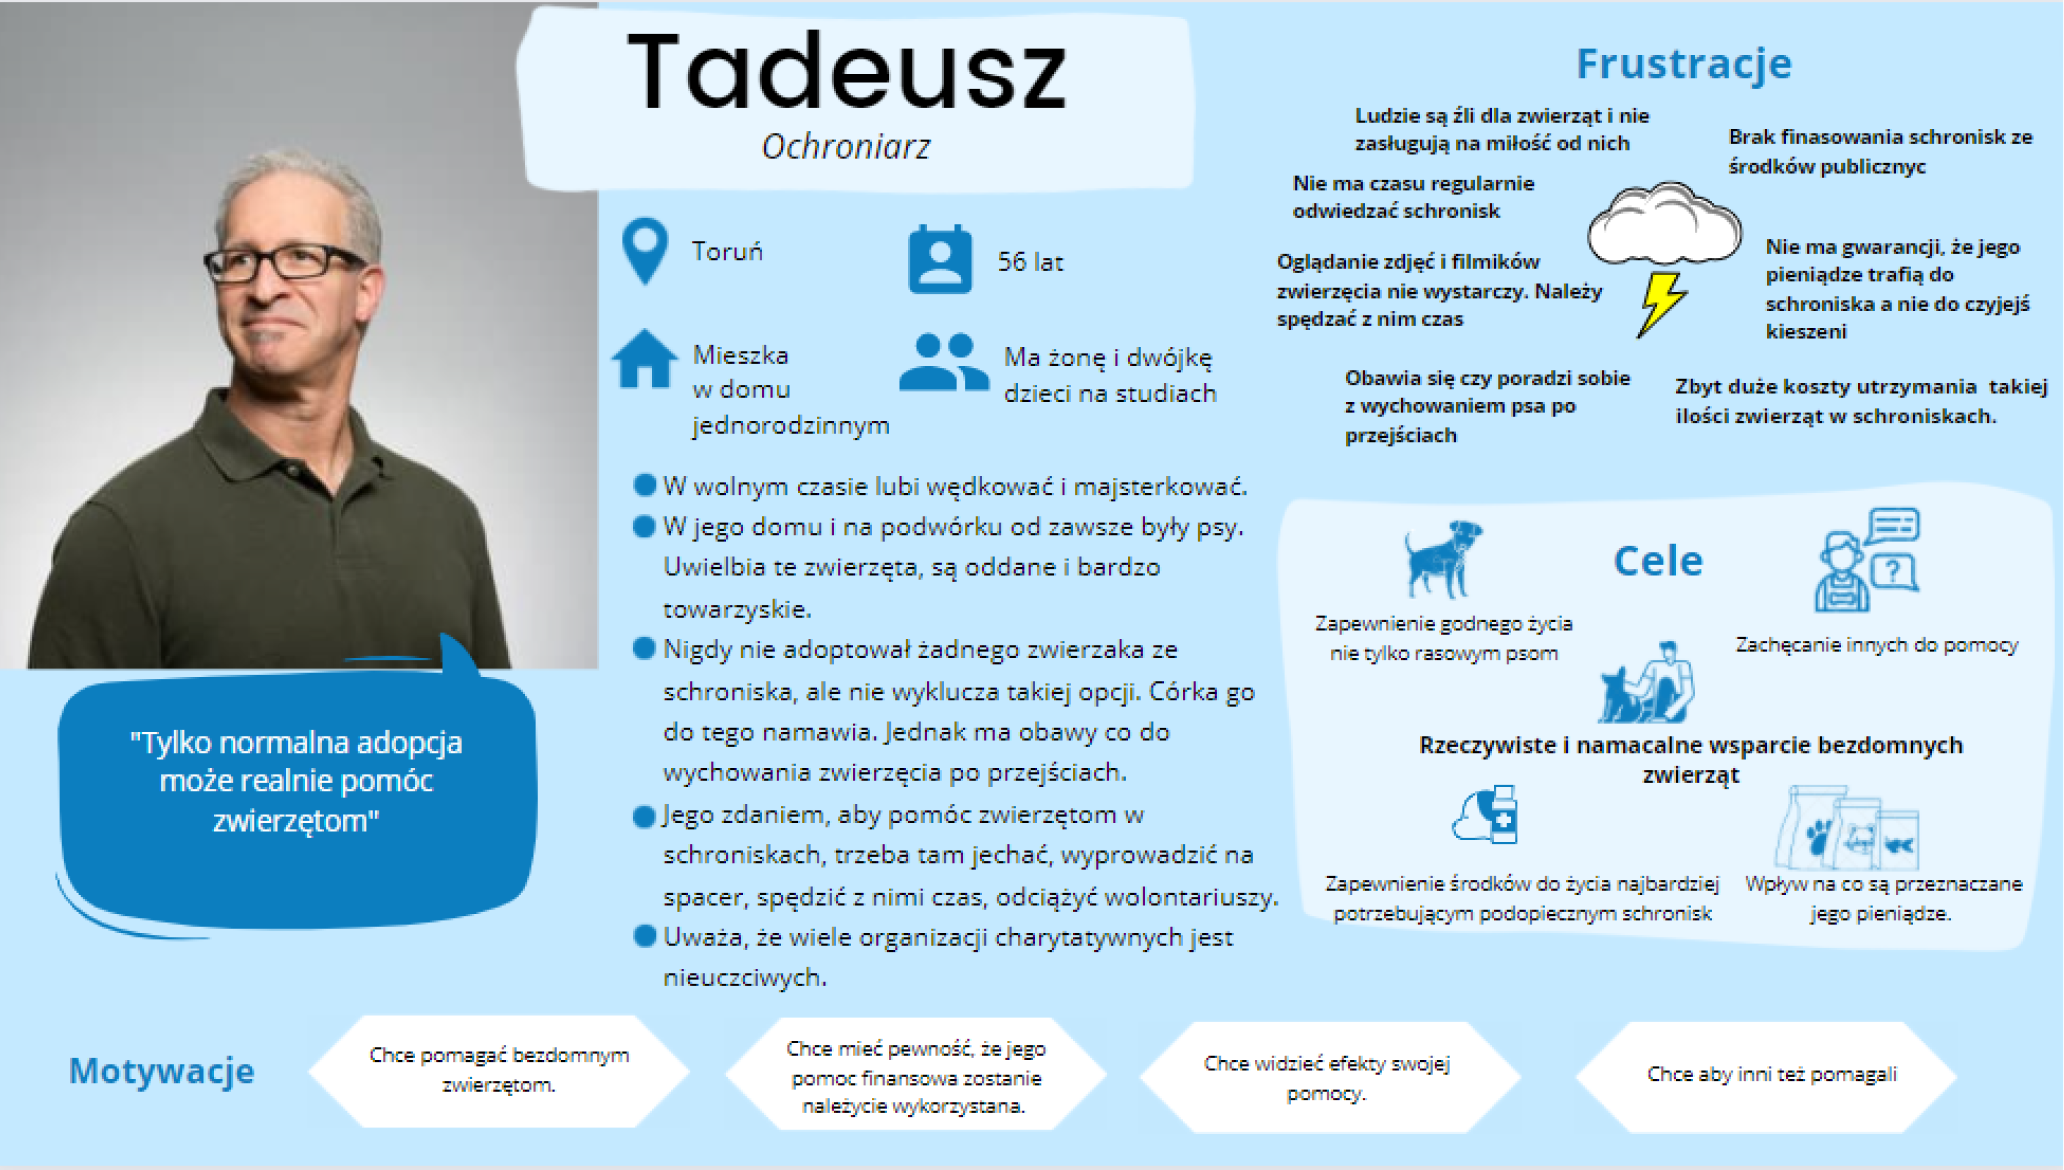 Tadeusz
Ochroniarz
Toruń
56 lat
Mieszka
w domu
jednorodzinnym
Ma żonę i dwójkę
dzieci na studiach
W wolnym czasie lubi wędkować i majsterkować.
W jego domu i na podwórku od zawsze były psy.
Uwielbia te zwierzęta, są oddane i bardzo
towarzyskie.
Nigdy nie adoptował żadnego zwierzaka ze
schroniska, ale nie wyklucza takiej opcji. Córka go
do tego namawia. Jednak ma obawy co do
wychowania zwierzęcia po przejściach.
Jego zdaniem, aby pomóc zwierzętom w
schroniskach, trzeba tam jechać, wyprowadzić na
spacer, spędzić z nimi czas, odciążyć wolontariuszy.
Uważa, że wiele organizacji charytatywnych jest
nieuczciwych.
"Tylko normalna adopcja
może realnie pomóc
zwierzętom"
Frustracje
Ludzie są źli dla zwierząt i nie
zasługują na miłość od nich
Brak finasowania schronisk ze
środków publicznyc
Nie ma czasu regularnie
odwiedzać schronisk
Nie ma gwarancji, że jego
pieniądze trafią do
schroniska a nie do czyjejś
kieszeni
Oglądanie zdjęć i filmików
zwierzęcia nie wystarczy. Należy
spędzać z nim czas
Obawia się czy poradzi sobie
z wychowaniem psa po
przejściach
Zbyt duże koszty utrzymania takiej
ilości zwierząt w schroniskach.
Cele
Zapewnienie godnego życia
nie tylko rasowym psom
?
Zachęcanie innych do pomocy
Rzeczywiste i namacalne wsparcie bezdomnych
zwierząt
Zapewnienie środków do życia najbardziej
potrzebującym podopiecznym schronisk
Wpływ na co są przeznaczane
jego pieniądze.
Motywacje
Chce pomagać bezdomnym
zwierzętom.
Chce mieć pewność, że jego
pomoc finansowa zostanie
należycie wykorzystana.
Chce widzieć efekty swojej
pomocy.
Chce aby inni też pomagali